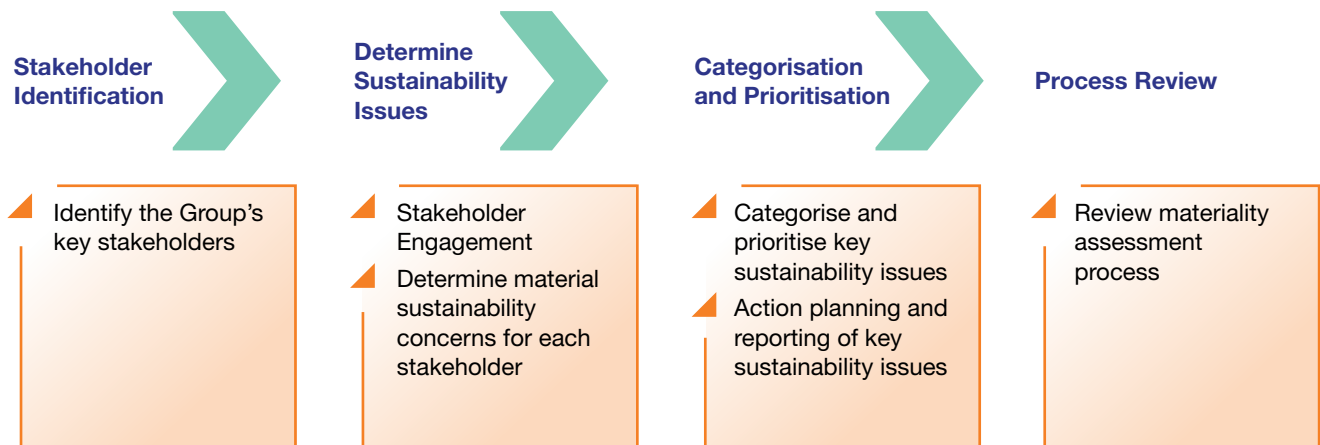 Stakeholder
Identification
Determine
Sustainability
Issues
Categorisation
and Prioritisation
Process Review
Identify the Group's
key stakeholders
Stakeholder
Engagement
Determine material
sustainability
concerns for each
stakeholder
Categorise and
prioritise key
sustainability issues
Action planning and
reporting of key
sustainability issues
Review materiality
assessment
process